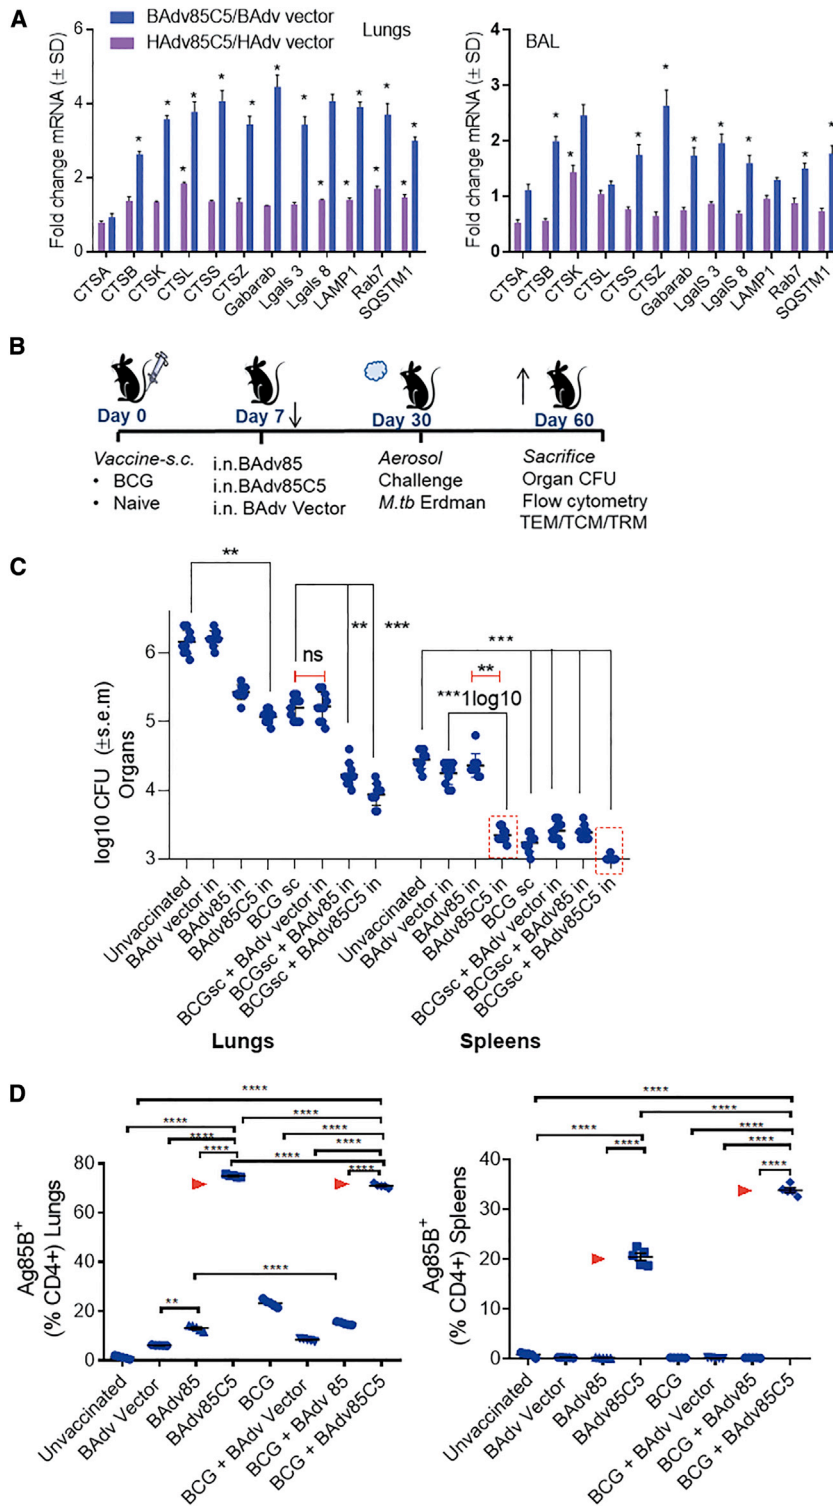 A
BAdv85C5/BAdv vector
HAdv85C5/HAdv vector
Lungs
Fold change mRNA (± SD)
6
4
2
0
* * * * * * * * * * * * * *
CTSA
CTSB
CTSK
CTSL
CTSS
CTSZ
Gabarab
Lgals 3
Lgals 8
LAMP1
Rab7
SQSTM1
BAL
Fold change mRNA (± SD)
4
3
2
1
0
* * * * * * * * *
CTSA
CTSB
CTSK
CTSL
CTSS
CTSZ
Gabarab
LgalS 3
LgalS 8
LAMP1
Rab7
SQSTM1
B
Day 0
Day 7
Day 30
Day 60
Vaccine-s.c.
• BCG
• Naive
i.n.BAdv85
i.n.BAdv85C5
i.n. BAdv Vector
Aerosol
Challenge
M.tb Erdman
Sacrifice
Organ CFU
Flow cytometry
TEM/TCM/TRM
C
log10 CFU (±s.e.m)
Organs
6
5
4
3
**
ns
** ***
***
**
***1log10
Unvaccinated
BAdv vector in
BAdv85 in
BAdv85C5 in
BCG sc
BCGsc + BAdv vector in
BCGsc + BAdv85 in
BCGsc + BAdv85C5 in
Unvaccinated
BAdv vector in
BAdv85 in
BAdv85C5 in
BCG sc
BCGsc + BAdv vector in
BCGsc + BAdv85 in
BCGsc + BAdv85C5 in
Lungs
Spleens
D
Ag85B+
(% CD4+) Lungs
80
60
40
20
0
****
**** ****
**** ****
**** ****
**** ****
** ****
Unvaccinated
BAdv Vector
BAdv85
BAdv85C5
BCG
BCG + BAdv Vector
BCG + BAdv 85
BCG + BAdv85C5
Ag85B+
(% CD4+) Spleens
40
30
20
10
0
****
****
**** ****
**** ****
****
Unvaccinated
BAdv Vector
BAdv85
BAdv85C5
BCG
BCG + BAdv Vector
BCG + BAdv85
BCG + BAdv85C5